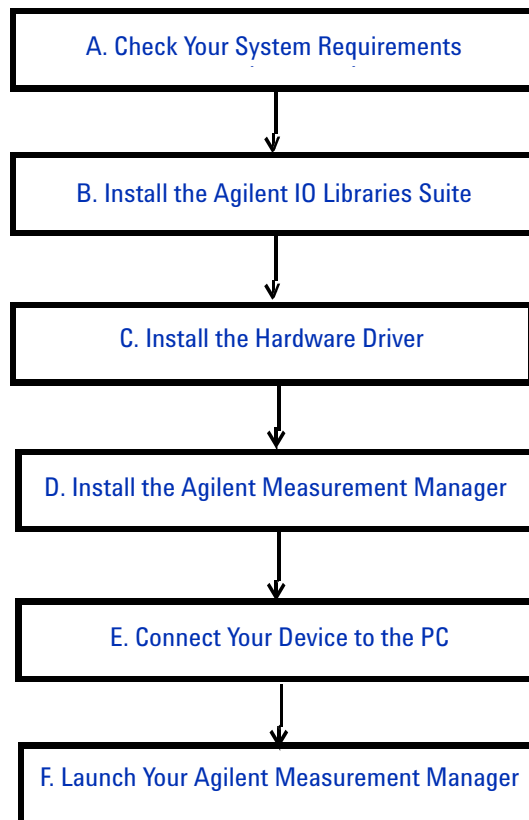 A. Check Your System Requirements
B. Install the Agilent IO Libraries Suite
C. Install the Hardware Driver
D. Install the Agilent Measurement Manager
E. Connect Your Device to the PC
F. Launch Your Agilent Measurement Manager